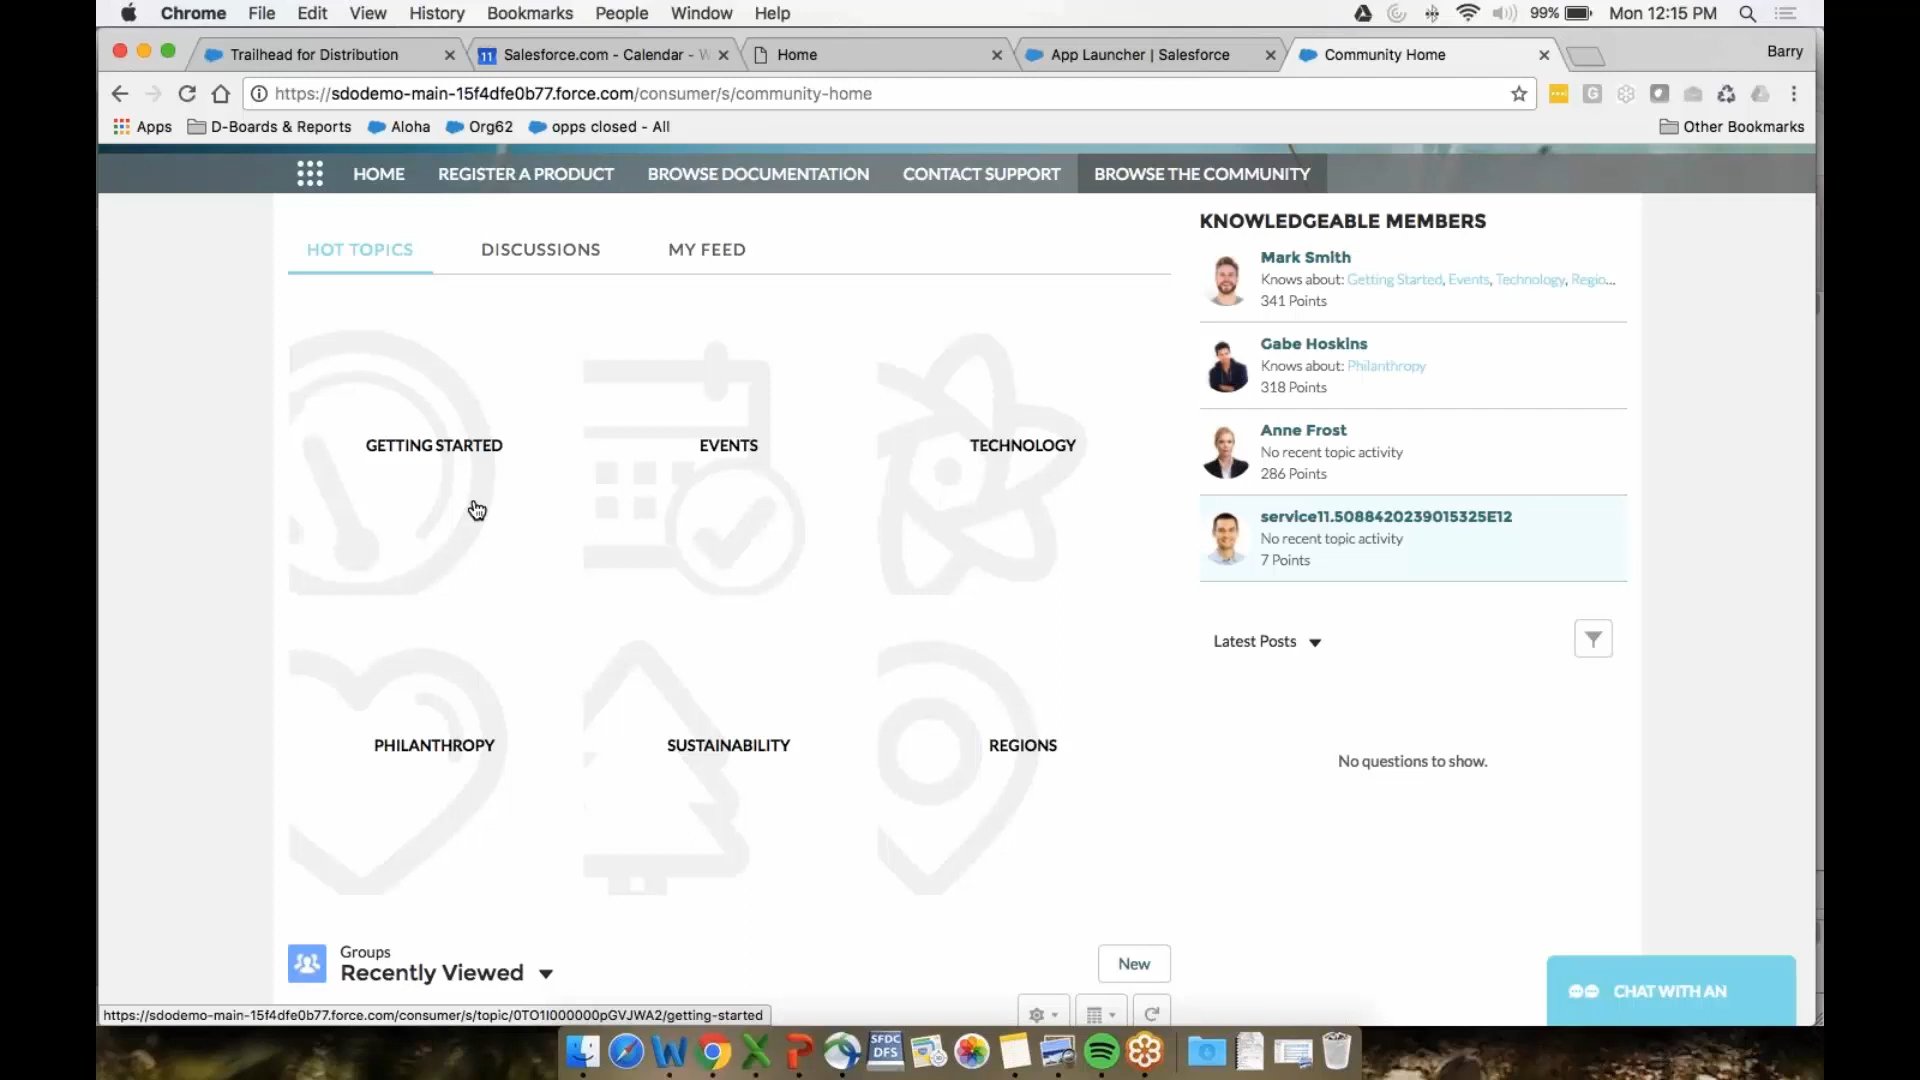 Chrome File Edit View History Bookmarks People Window Help 99% Mon 12:15 PM
Trailhead for Distribution Salesforce.com - Calendar - Home App Launcher | Salesforce Community Home Barry
https://sdodemo-main-15f4dfe0b77.force.com/consumer/s/community-home
Apps D-Boards & Reports Aloha Org62 opps closed - All Other Bookmarks
HOME REGISTER A PRODUCT BROWSE DOCUMENTATION CONTACT SUPPORT BROWSE THE COMMUNITY
HOT TOPICS DISCUSSIONS MY FEED
GETTING STARTED EVENTS TECHNOLOGY
PHILANTHROPY SUSTAINABILITY REGIONS
KNOWLEDGEABLE MEMBERS
Mark Smith
Knows about: Getting Started, Events, Technology, Regio...
341 Points
Gabe Hoskins
Knows about: Philanthropy
318 Points
Anne Frost
No recent topic activity
286 Points
service11.5088420239015325E12
No recent topic activity
7 Points
Latest Posts
No questions to show.
Groups
Recently Viewed
New
CHAT WITH AN
https://sdodemo-main-15f4dfe0b77.force.com/consumer/s/topic/0TO1I000000pGVJWA2/getting-started
SFDC
DFS